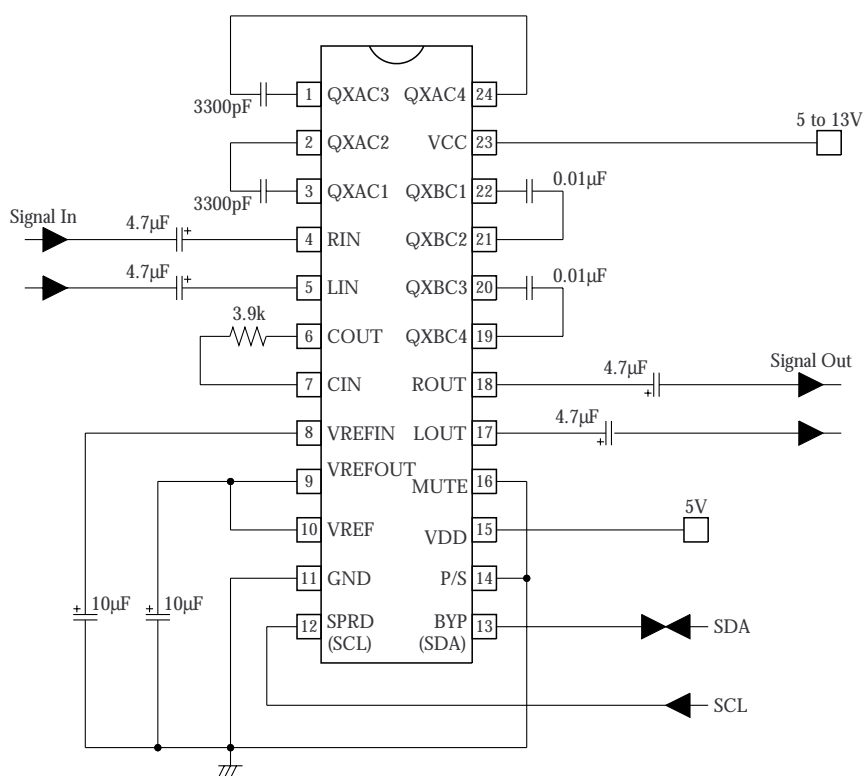 1 QXAC3 QXAC4 24
3300pF
5 to 13V
2 QXAC2 VCC 23
0.01µF
3 QXAC1 QXBC1 22
3300pF
Signal In
4.7µF
4 RIN QXBC2 21
4.7µF
5 LIN QXBC3 20
0.01µF
3.9k
6 COUT QXBC4 19
Signal Out
4.7µF
7 CIN ROUT 18
4.7µF
8 VREFIN LOUT 17
9 VREFOUT MUTE 16
5V
10 VREF VDD 15
11 GND P/S 14
10µF 10µF
12 SPRD BYP 13 SDA
(SCL) (SDA)
SCL
+ + + + + +